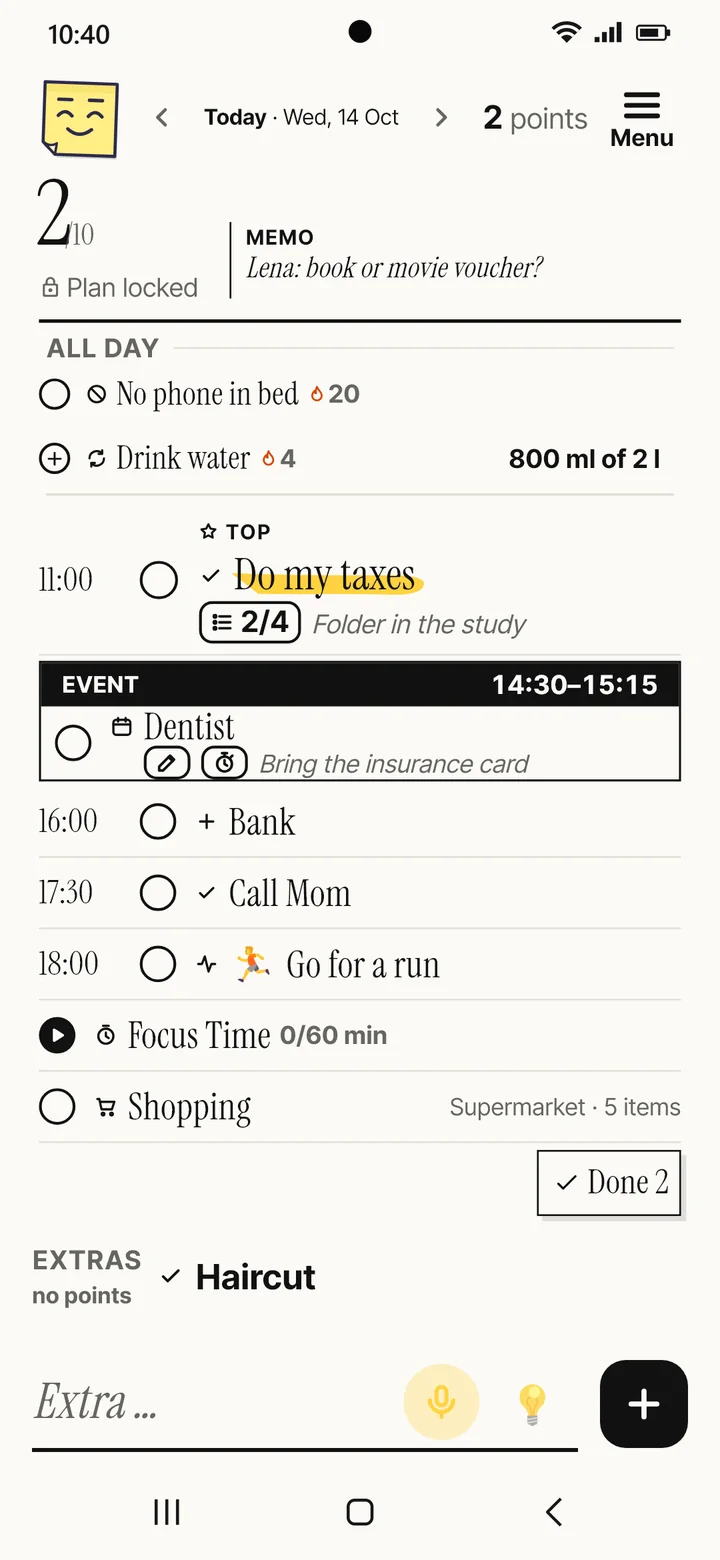 10:40
Today · Wed, 14 Oct
2 points
Menu
2/10
Plan locked
MEMO
Lena: book or movie voucher?
ALL DAY
No phone in bed 20
Drink water 4 800 ml of 2 l
TOP
11:00 Do my taxes
2/4 Folder in the study
EVENT 14:30–15:15
Dentist
Bring the insurance card
16:00 Bank
17:30 Call Mom
18:00 Go for a run
Focus Time 0/60 min
Shopping Supermarket · 5 items
Done 2
EXTRAS
no points
Haircut
Extra ...